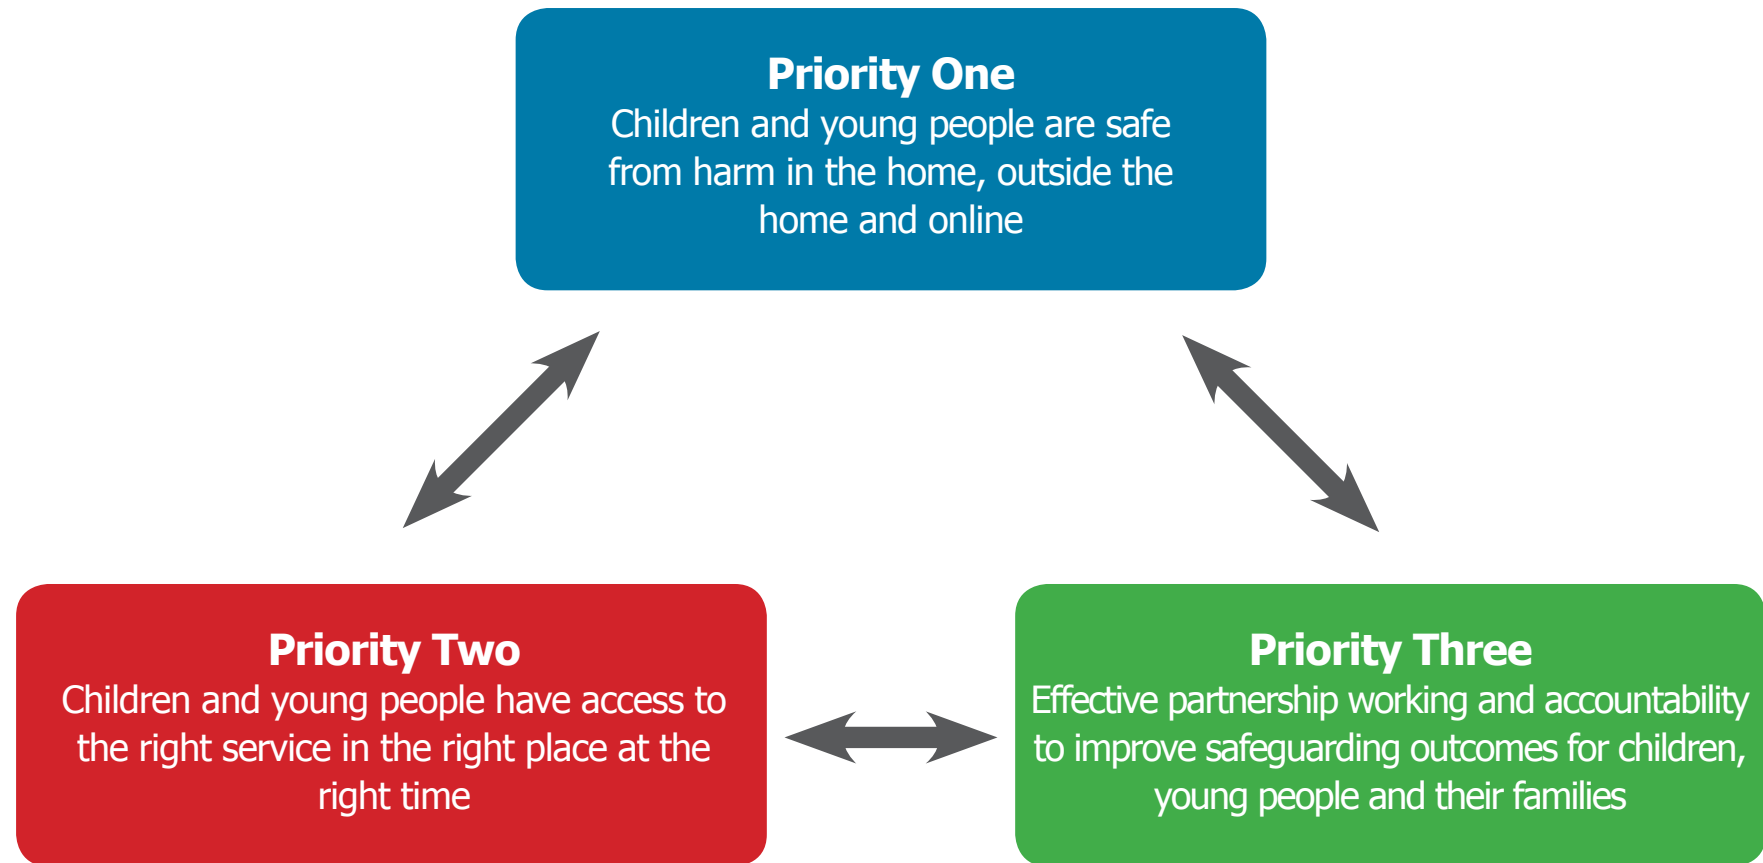 Priority One
Children and young people are safe
from harm in the home, outside the
home and online
Priority Two
Children and young people have access to
the right service in the right place at the
right time
Priority Three
Effective partnership working and accountability
to improve safeguarding outcomes for children,
young people and their families